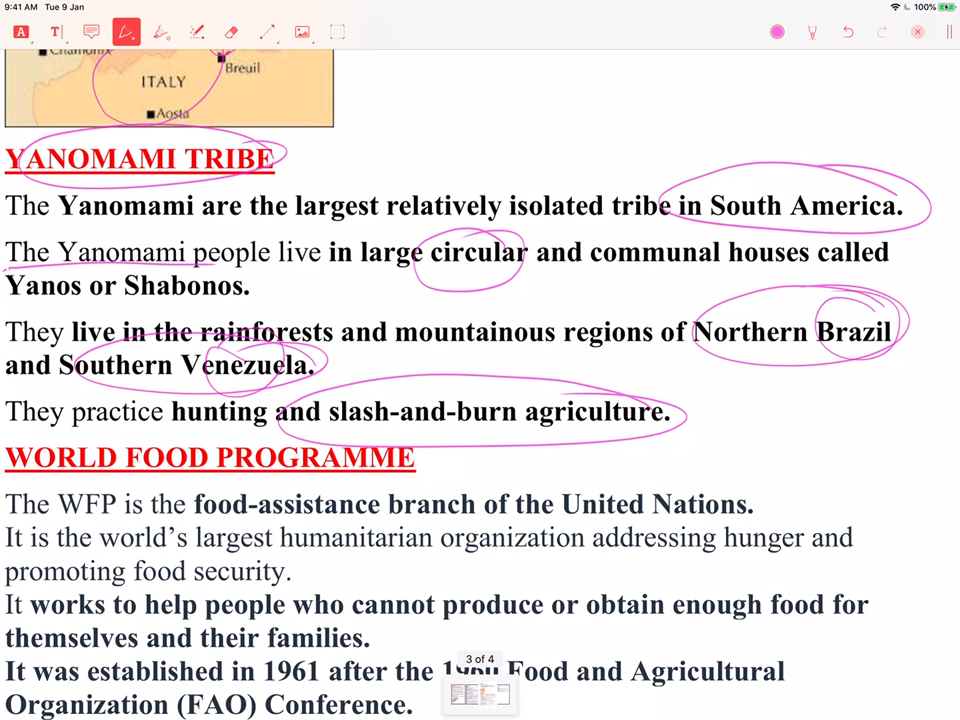 9:41 AM Tue 9 Jan
100%
A T
Chamonix
Breuil
ITALY
Aosta
YANOMAMI TRIBE
The Yanomami are the largest relatively isolated tribe in South America.
The Yanomami people live in large circular and communal houses called
Yanos or Shabonos.
They live in the rainforests and mountainous regions of Northern Brazil
and Southern Venezuela.
They practice hunting and slash-and-burn agriculture.
WORLD FOOD PROGRAMME
The WFP is the food-assistance branch of the United Nations.
It is the world’s largest humanitarian organization addressing hunger and
promoting food security.
It works to help people who cannot produce or obtain enough food for
themselves and their families.
3 of 4
It was established in 1961 after the 1960 Food and Agricultural
Organization (FAO) Conference.